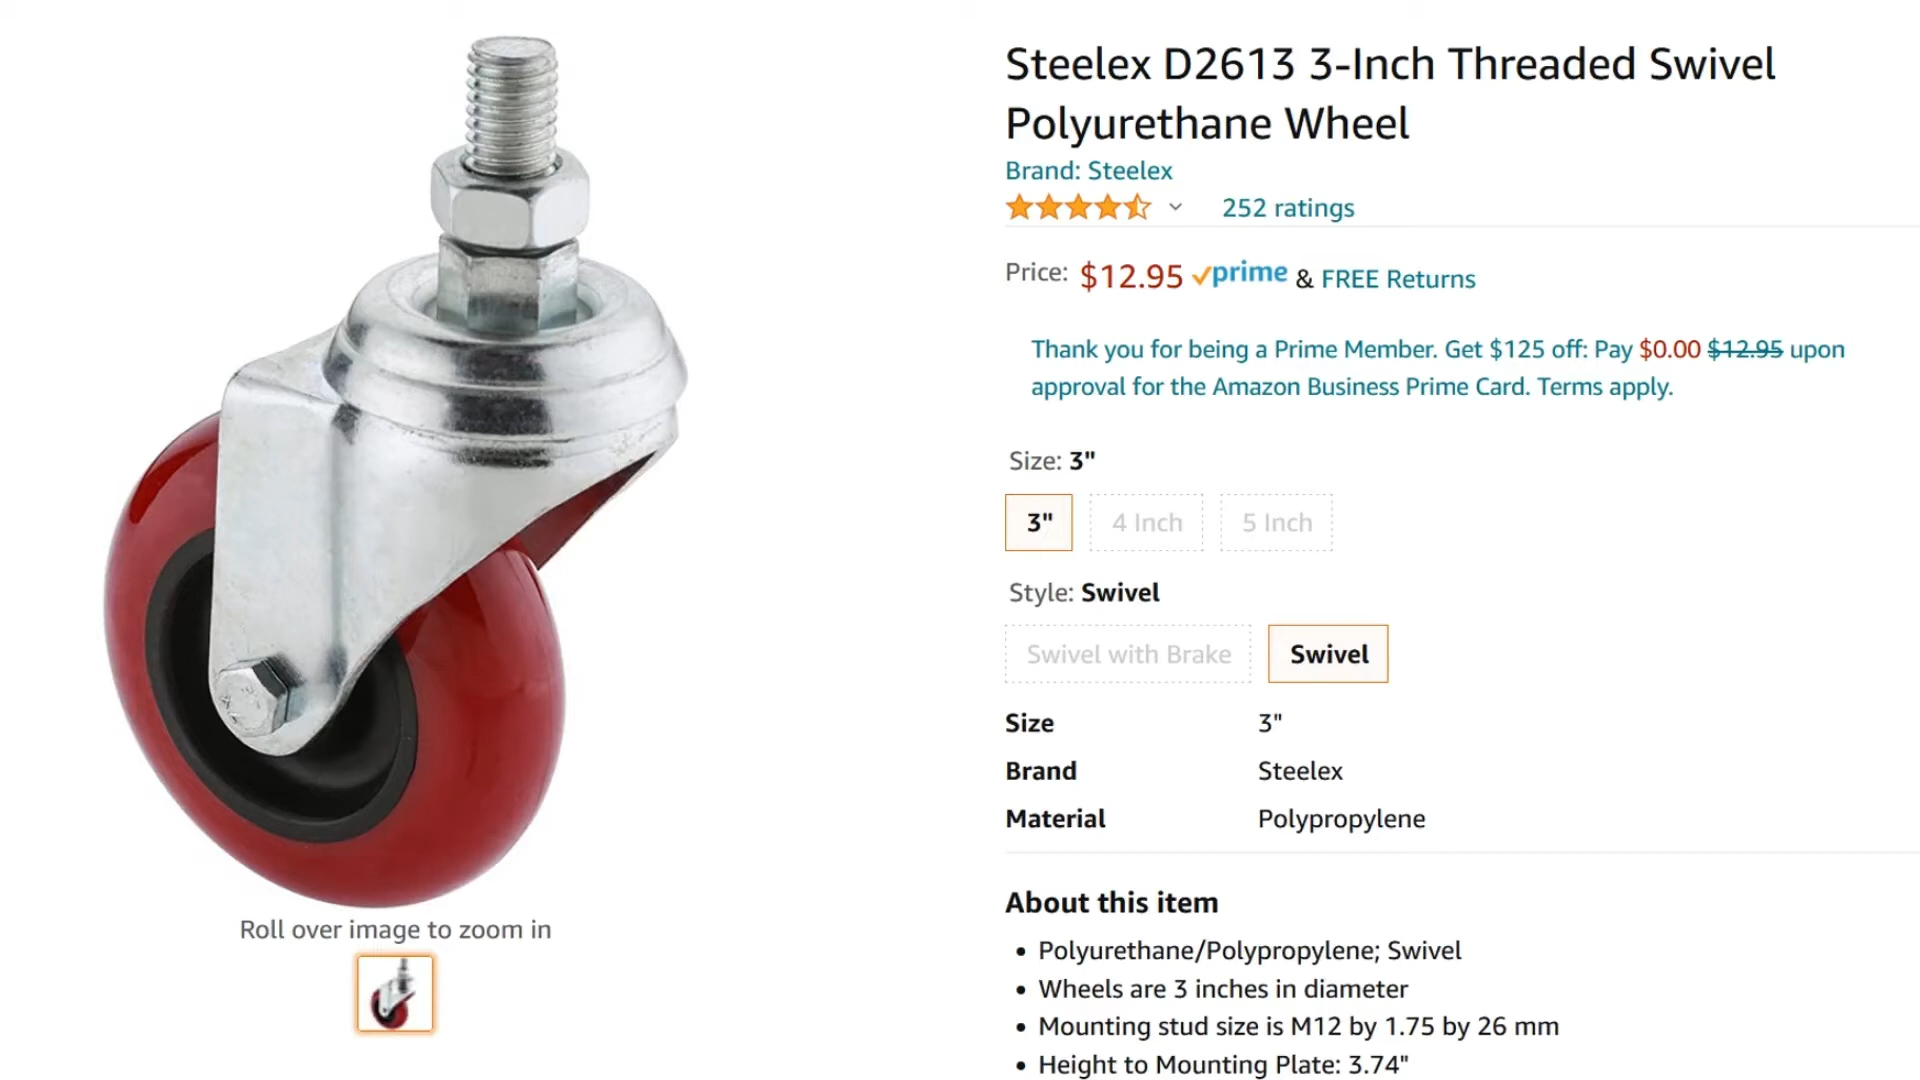 Steelex D2613 3-Inch Threaded Swivel
Polyurethane Wheel
Brand: Steelex
252 ratings
Price: $12.95 prime & FREE Returns
Thank you for being a Prime Member. Get $125 off: Pay $0.00 $12.95 upon
approval for the Amazon Business Prime Card. Terms apply.
Size: 3"
3" 4 Inch 5 Inch
Style: Swivel
Swivel with Brake Swivel
Size 3"
Brand Steelex
Material Polypropylene
About this item
• Polyurethane/Polypropylene; Swivel
• Wheels are 3 inches in diameter
• Mounting stud size is M12 by 1.75 by 26 mm
• Height to Mounting Plate: 3.74"
Roll over image to zoom in